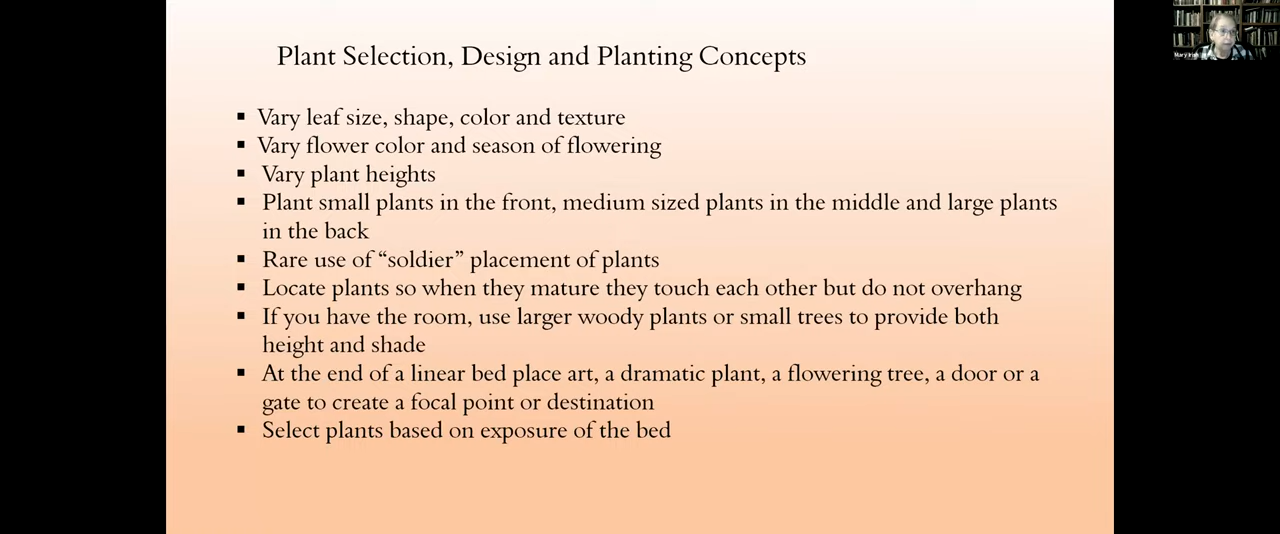 Plant Selection, Design and Planting Concepts
▪ Vary leaf size, shape, color and texture
▪ Vary flower color and season of flowering
▪ Vary plant heights
▪ Plant small plants in the front, medium sized plants in the middle and large plants
in the back
▪ Rare use of “soldier” placement of plants
▪ Locate plants so when they mature they touch each other but do not overhang
▪ If you have the room, use larger woody plants or small trees to provide both
height and shade
▪ At the end of a linear bed place art, a dramatic plant, a flowering tree, a door or a
gate to create a focal point or destination
▪ Select plants based on exposure of the bed